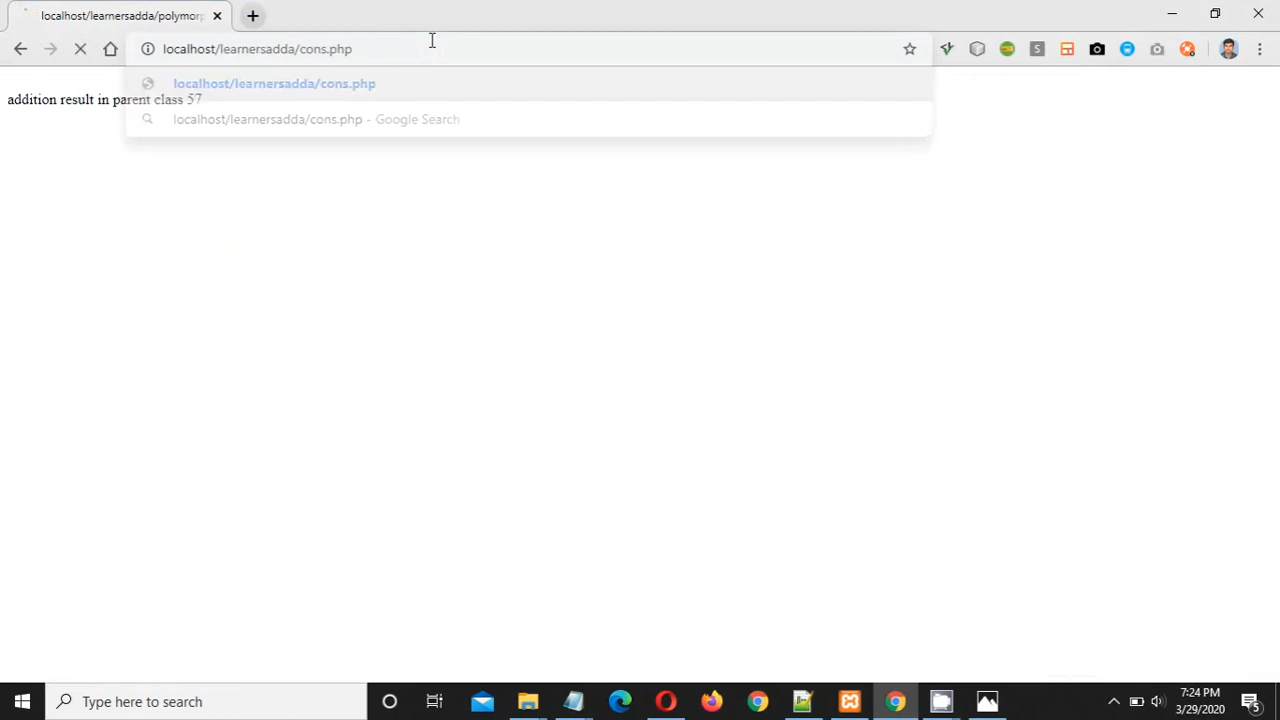 localhost/learnersadda/polymorp
localhost/learnersadda/cons.php
localhost/learnersadda/cons.php
addition result in parent class 57
localhost/learnersadda/cons.php - Google Search
S
Type here to search
7:24 PM
3/29/2020
5